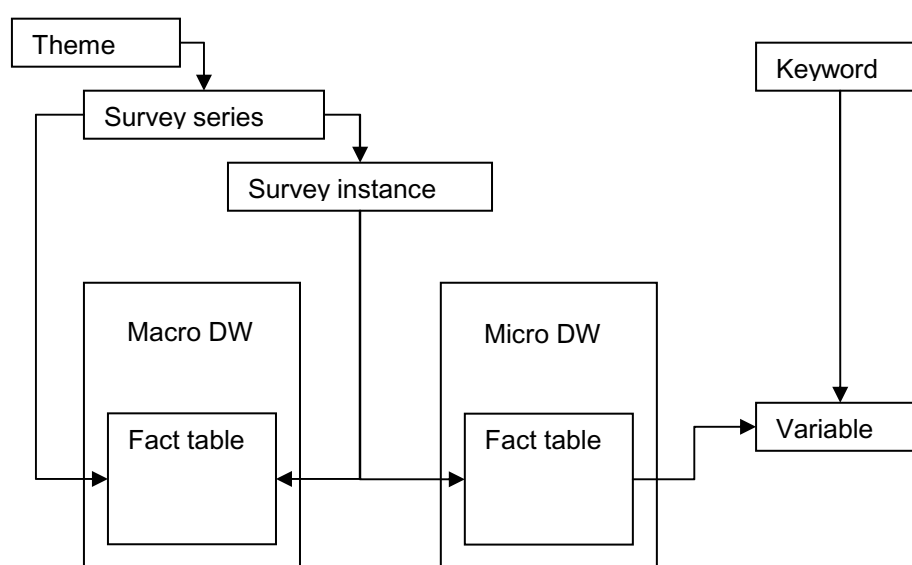 Theme
Keyword
Survey series
Survey instance
Macro DW
Micro DW
Fact table
Fact table
Variable